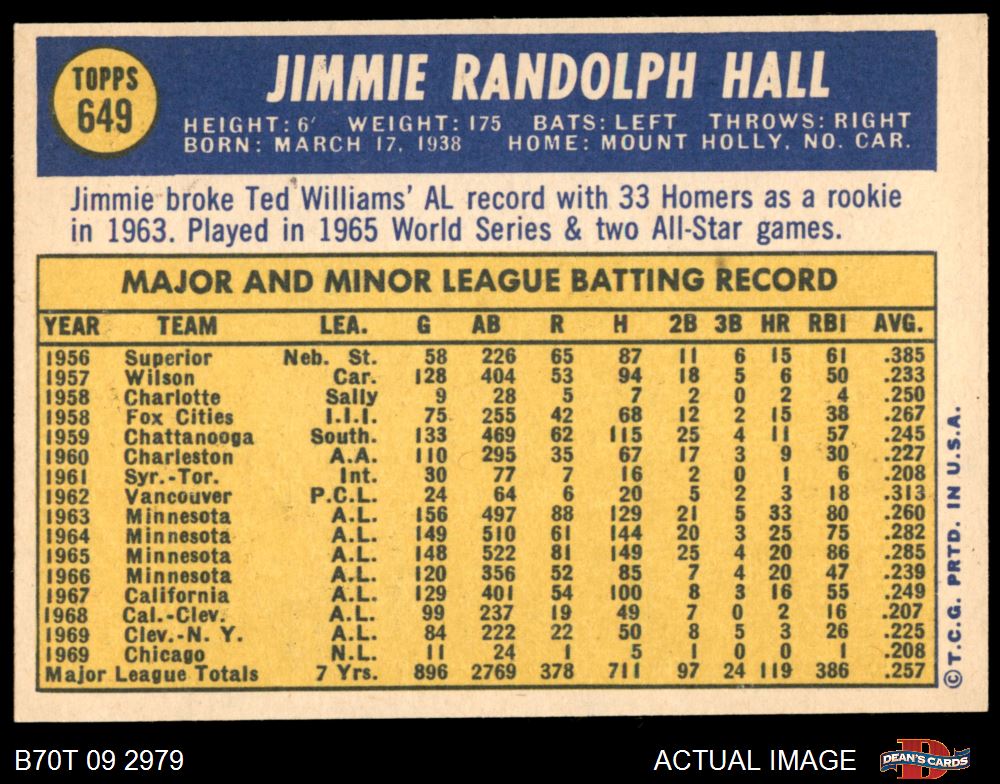 TOPPS
649
JIMMIE RANDOLPH HALL
HEIGHT: 6' WEIGHT: 175 BATS: LEFT THROWS: RIGHT
BORN: MARCH 17, 1938 HOME: MOUNT HOLLY, NO. CAR.
Jimmie broke Ted Williams' AL record with 33 Homers as a rookie
in 1963. Played in 1965 World Series & two All-Star games.
MAJOR AND MINOR LEAGUE BATTING RECORD
YEAR TEAM LEA. G AB R H 2B 3B HR RBI AVG.
1956 Superior Neb. St. 58 226 65 87 11 6 15 61 .385
1957 Wilson Car. 128 404 53 94 18 5 6 50 .233
1958 Charlotte Sally 9 28 5 7 2 0 2 4 .250
1958 Fox Cities I.I.I. 75 255 42 68 12 2 15 38 .267
1959 Chattanooga South. 133 469 62 115 25 4 11 57 .245
1960 Charleston A.A. 110 295 35 67 17 3 9 30 .227
1961 Syr.-Tor. Int. 30 77 7 16 2 0 1 6 .208
1962 Vancouver P.C.L. 24 64 6 20 5 2 3 18 .313
1963 Minnesota A.L. 156 497 88 129 21 5 33 80 .260
1964 Minnesota A.L. 149 510 61 144 20 3 25 75 .282
1965 Minnesota A.L. 148 522 81 149 25 4 20 86 .285
1966 Minnesota A.L. 120 356 52 85 7 4 20 47 .239
1967 California A.L. 129 401 54 100 8 3 16 55 .249
1968 Cal.-Clev. A.L. 99 237 19 49 7 0 2 16 .207
1969 Clev.-N. Y. A.L. 84 222 22 50 8 5 3 26 .225
1969 Chicago N.L. 11 24 1 5 1 0 0 1 .208
Major League Totals 7 Yrs. 896 2769 378 711 97 24 119 386 .257
©T.C.G. PRTD. IN U.S.A.
B70T 09 2979
ACTUAL IMAGE
DEAN'S CARDS